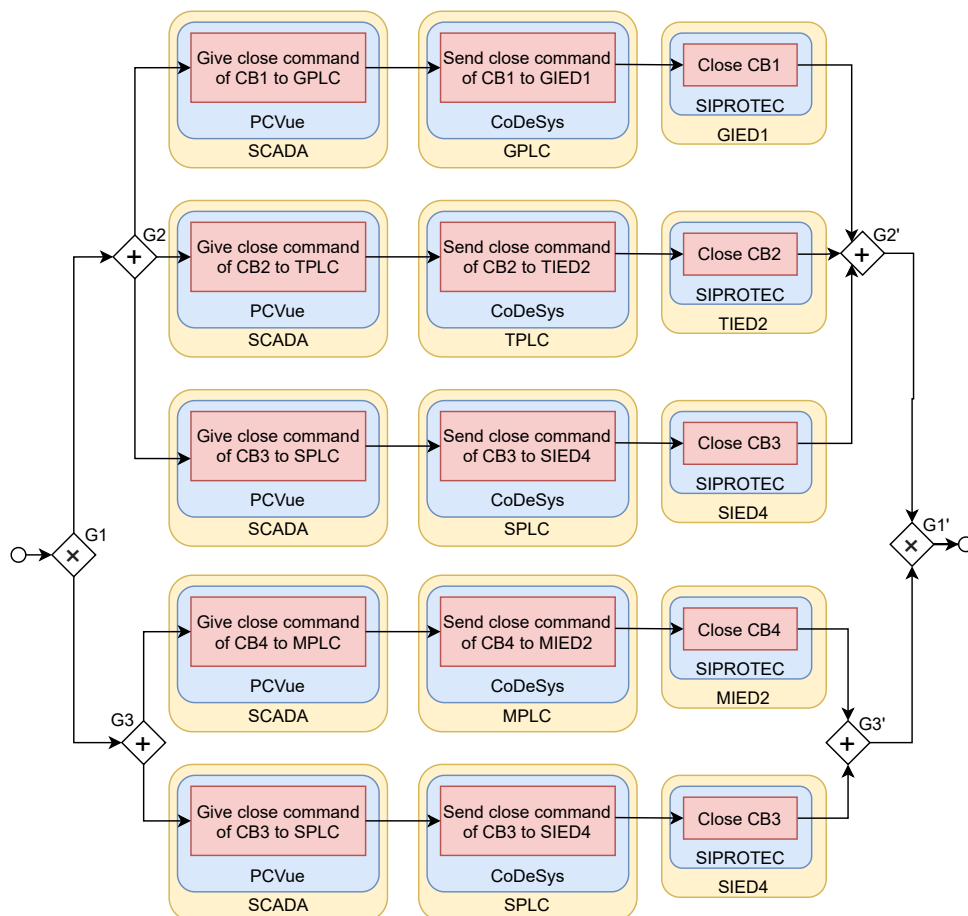 Give close command
of CB1 to GPLC
PCVue
SCADA
Send close command
of CB1 to GIED1
CoDeSys
GPLC
Close CB1
SIPROTEC
GIED1
G2
Give close command
of CB2 to TPLC
PCVue
SCADA
Send close command
of CB2 to TIED2
CoDeSys
TPLC
Close CB2
SIPROTEC
TIED2
G2'
Give close command
of CB3 to SPLC
PCVue
SCADA
Send close command
of CB3 to SIED4
CoDeSys
SPLC
Close CB3
SIPROTEC
SIED4
G1
G1'
Give close command
of CB4 to MPLC
PCVue
SCADA
Send close command
of CB4 to MIED2
CoDeSys
MPLC
Close CB4
SIPROTEC
MIED2
G3
G3'
Give close command
of CB3 to SPLC
PCVue
SCADA
Send close command
of CB3 to SIED4
CoDeSys
SPLC
Close CB3
SIPROTEC
SIED4